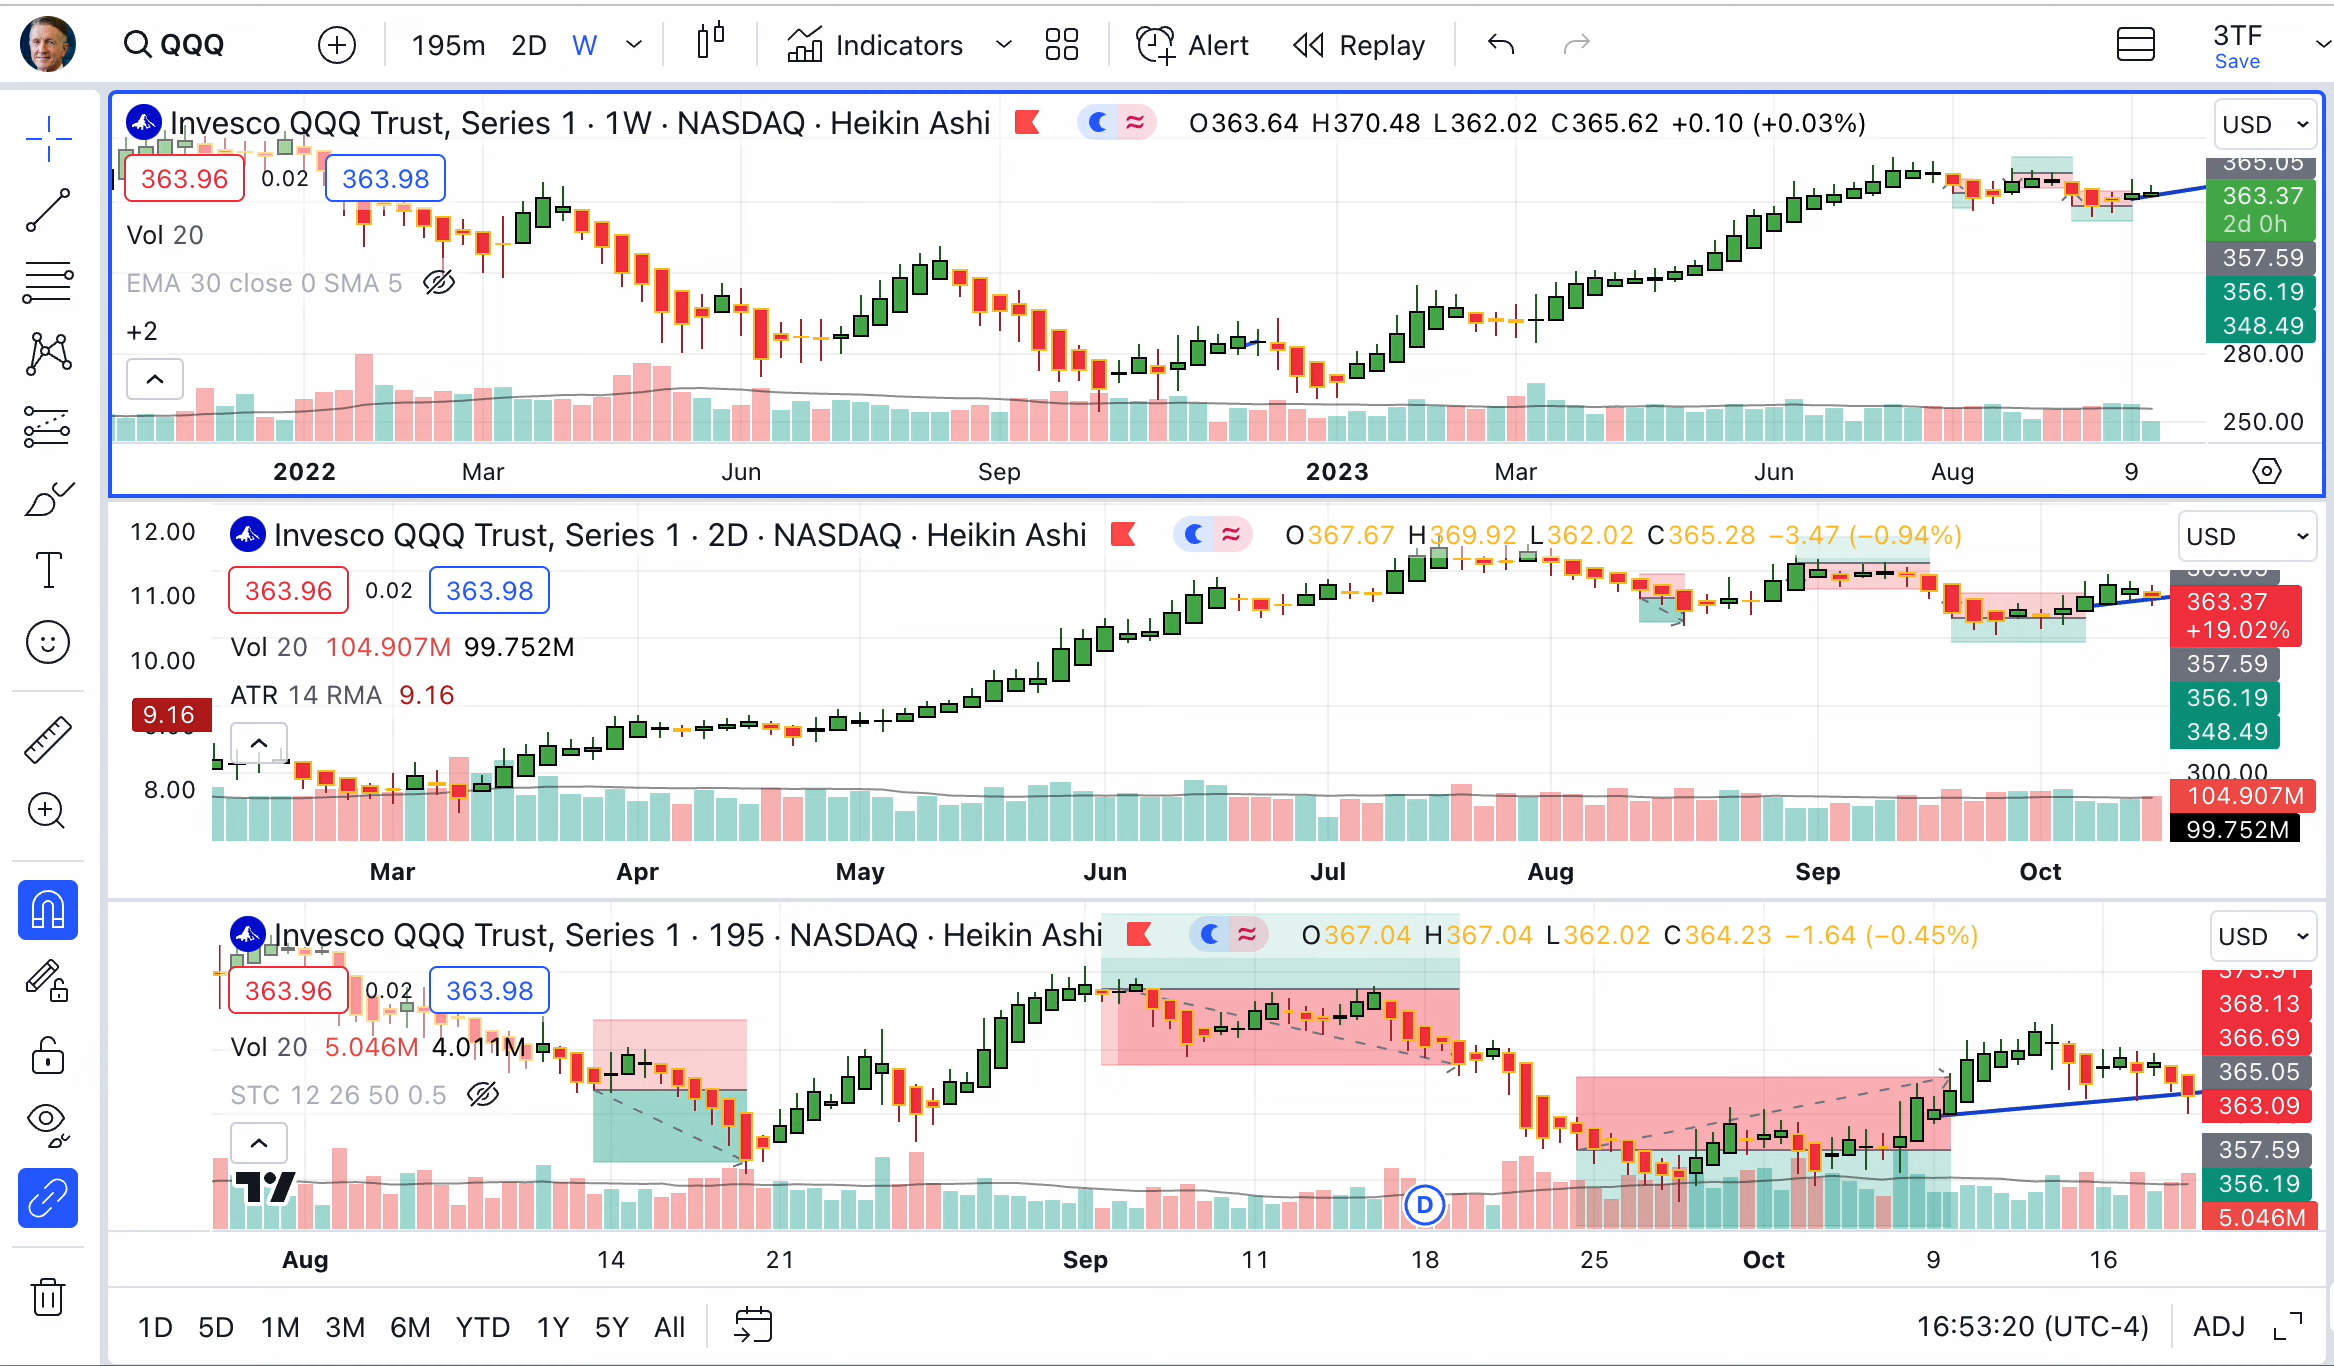 QQQ 195m 2D W Indicators Alert Replay 3TF
Save
Invesco QQQ Trust, Series 1 · 1W · NASDAQ · Heikin Ashi O363.64 H370.48 L362.02 C365.62 +0.10 (+0.03%) USD
363.96 0.02 363.98
Vol 20
EMA 30 close 0 SMA 5
+2
365.05
363.37
2d 0h
357.59
356.19
348.49
280.00
250.00
2022 Mar Jun Sep 2023 Mar Jun Aug 9
12.00
11.00
10.00
9.16
8.00
Invesco QQQ Trust, Series 1 · 2D · NASDAQ · Heikin Ashi O367.67 H369.92 L362.02 C365.28 −3.47 (−0.94%) USD
363.96 0.02 363.98
Vol 20 104.907M 99.752M
ATR 14 RMA 9.16
365.05
363.37
+19.02%
357.59
356.19
348.49
300.00
104.907M
99.752M
Mar Apr May Jun Jul Aug Sep Oct
Invesco QQQ Trust, Series 1 · 195 · NASDAQ · Heikin Ashi O367.04 H367.04 L362.02 C364.23 −1.64 (−0.45%) USD
363.96 0.02 363.98
Vol 20 5.046M 4.011M
STC 12 26 50 0.5
373.91
368.13
366.69
365.05
363.09
357.59
356.19
5.046M
D
Aug 14 21 Sep 11 18 25 Oct 9 16
1D 5D 1M 3M 6M YTD 1Y 5Y All 16:53:20 (UTC-4) ADJ